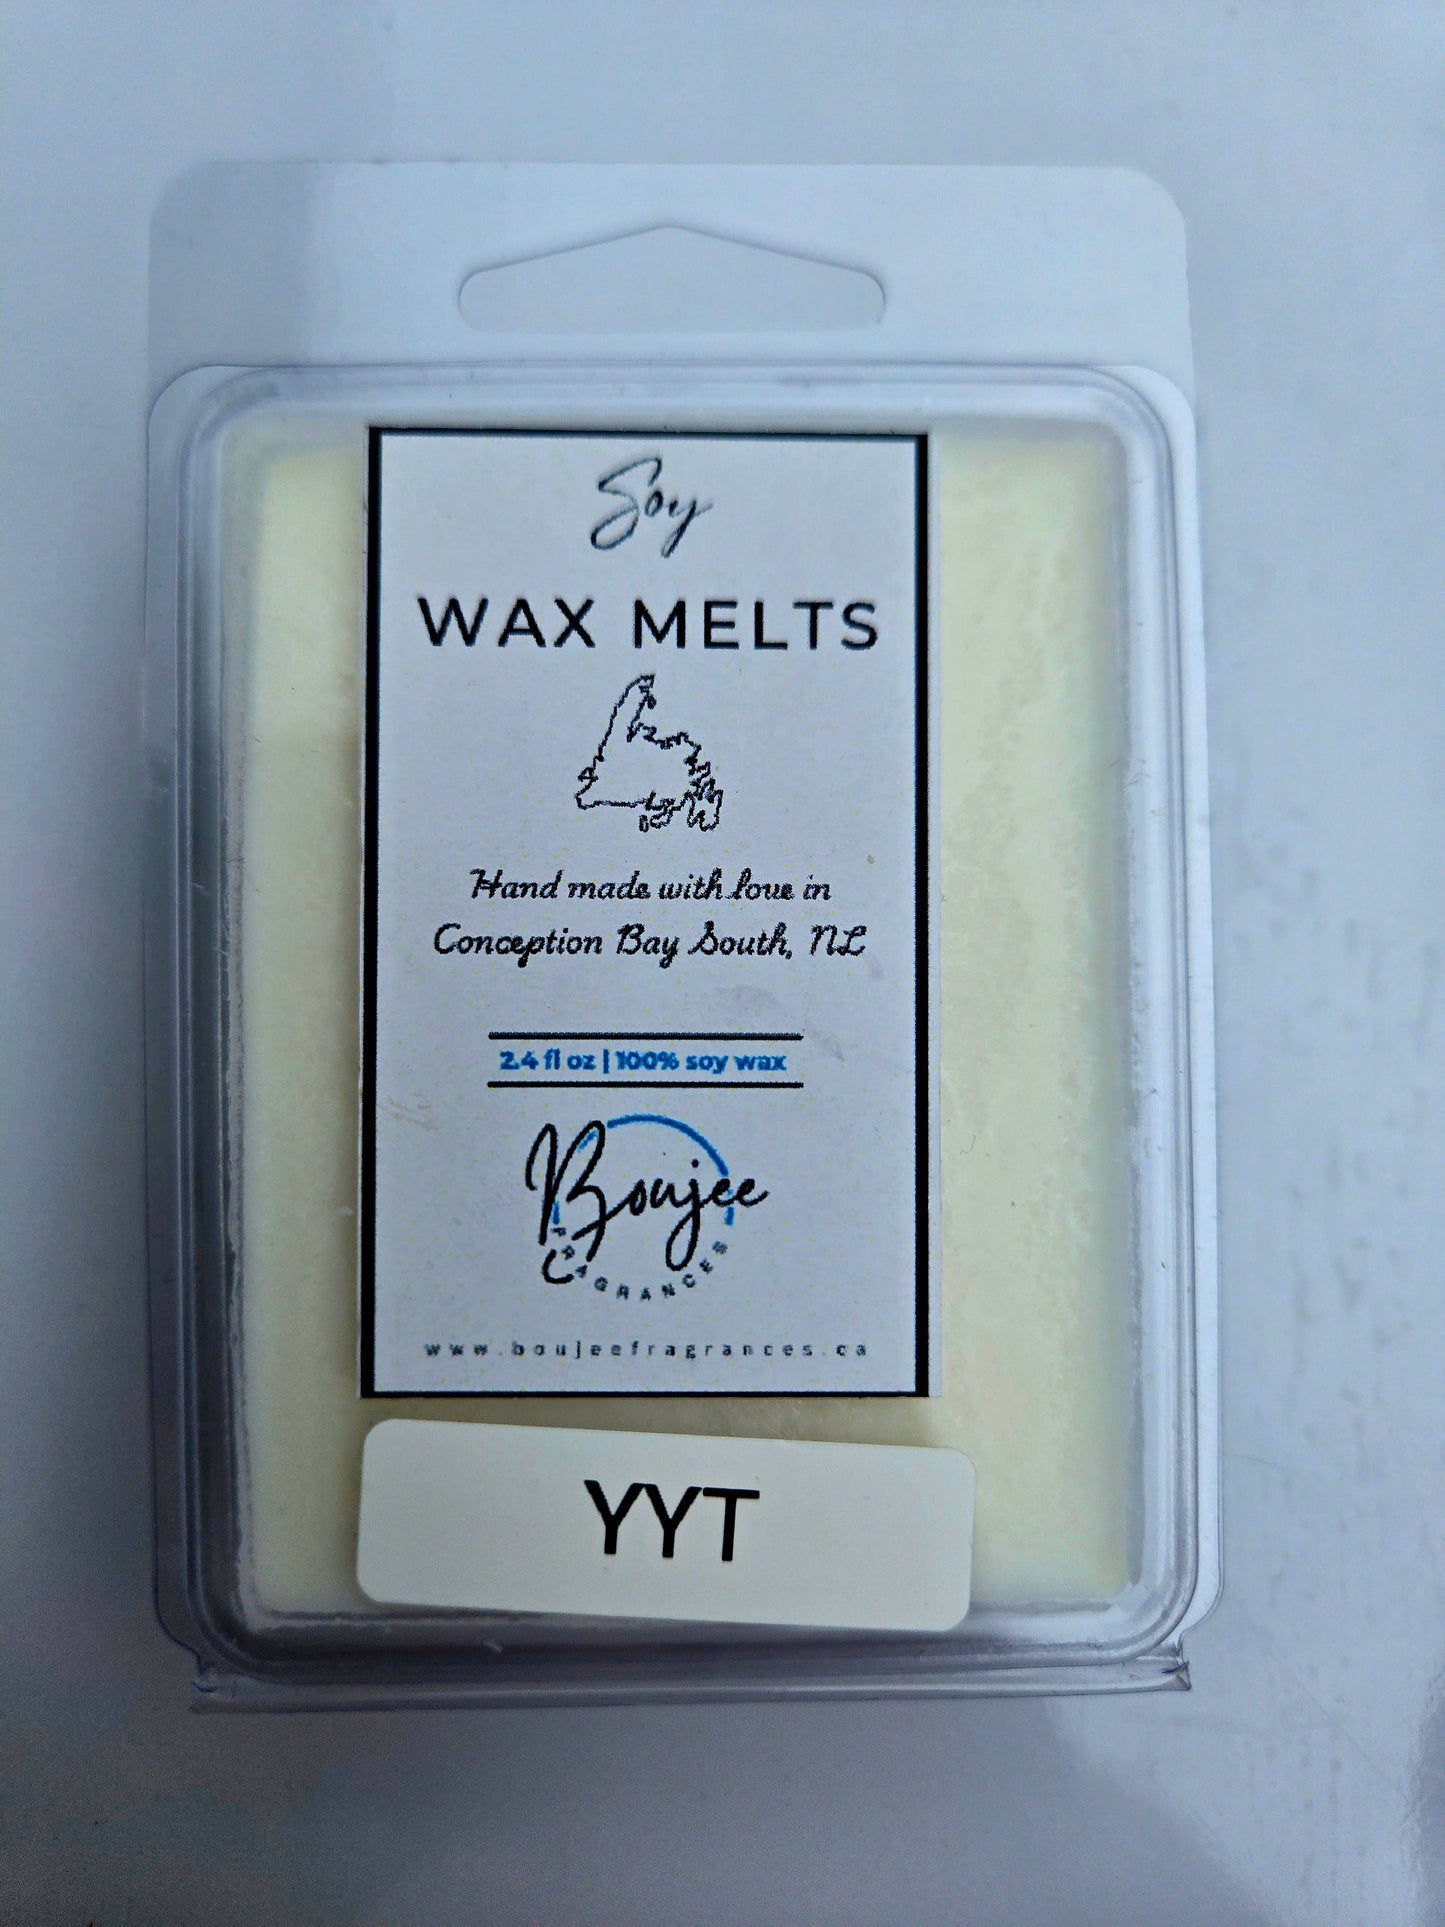 Soy
WAX MELTS
Hand made with love in
Conception Bay South, NL
2.4 fl oz | 100% soy wax
Boujee
FRAGRANCES
www.boujeefragrances.ca
YYT